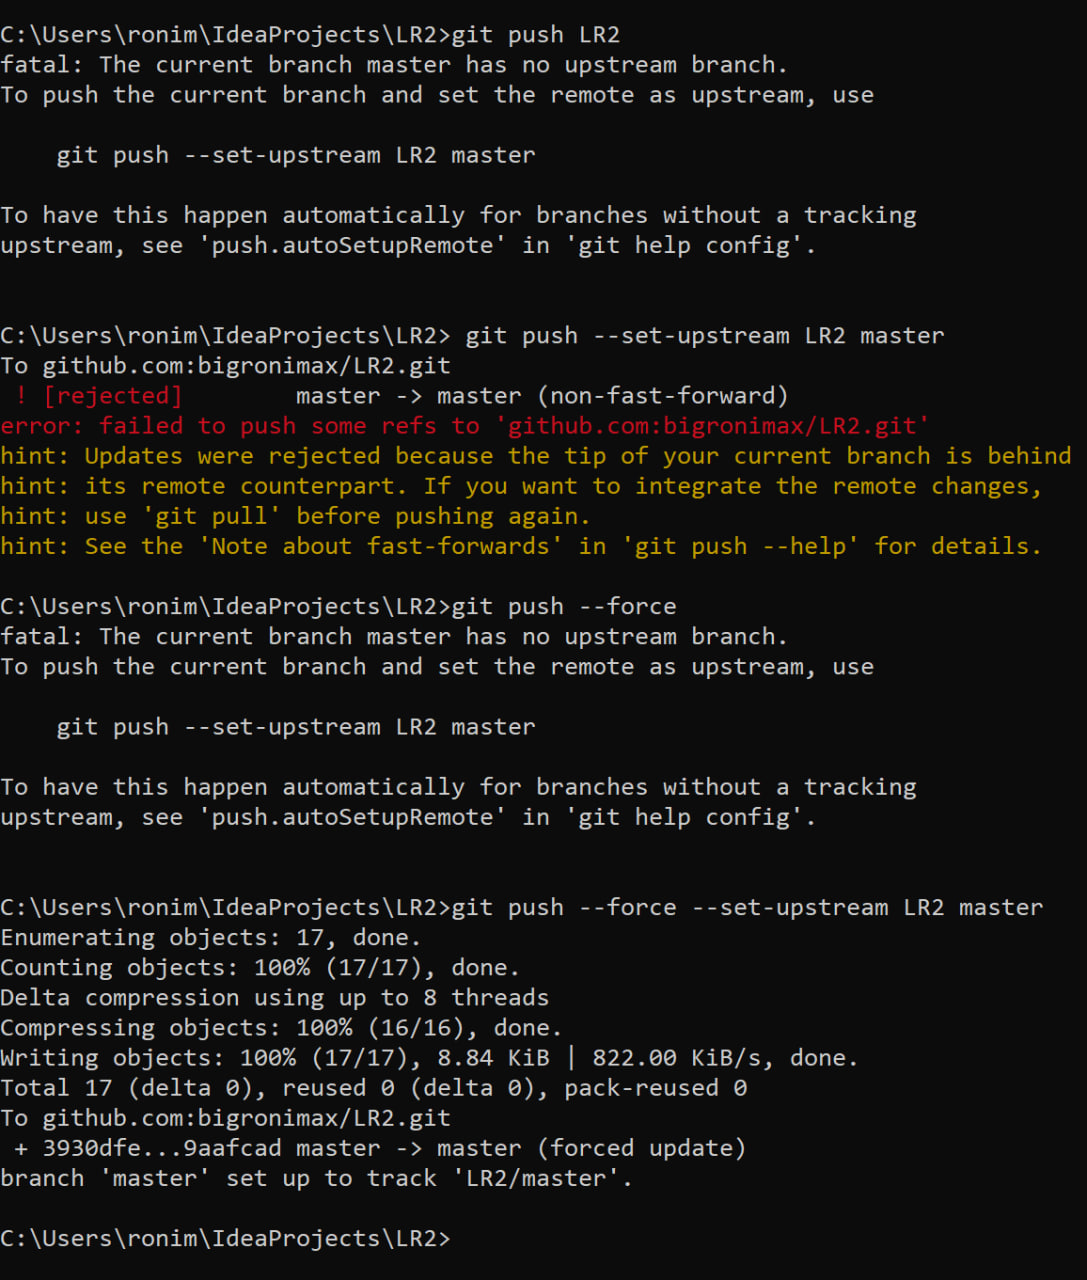 C:\Users\ronim\IdeaProjects\LR2>git push LR2
fatal: The current branch master has no upstream branch.
To push the current branch and set the remote as upstream, use
    git push --set-upstream LR2 master
To have this happen automatically for branches without a tracking
upstream, see 'push.autoSetupRemote' in 'git help config'.
C:\Users\ronim\IdeaProjects\LR2> git push --set-upstream LR2 master
To github.com:bigronimax/LR2.git
 ! [rejected]        master -> master (non-fast-forward)
error: failed to push some refs to 'github.com:bigronimax/LR2.git'
hint: Updates were rejected because the tip of your current branch is behind
hint: its remote counterpart. If you want to integrate the remote changes,
hint: use 'git pull' before pushing again.
hint: See the 'Note about fast-forwards' in 'git push --help' for details.
C:\Users\ronim\IdeaProjects\LR2>git push --force
fatal: The current branch master has no upstream branch.
To push the current branch and set the remote as upstream, use
    git push --set-upstream LR2 master
To have this happen automatically for branches without a tracking
upstream, see 'push.autoSetupRemote' in 'git help config'.
C:\Users\ronim\IdeaProjects\LR2>git push --force --set-upstream LR2 master
Enumerating objects: 17, done.
Counting objects: 100% (17/17), done.
Delta compression using up to 8 threads
Compressing objects: 100% (16/16), done.
Writing objects: 100% (17/17), 8.84 KiB | 822.00 KiB/s, done.
Total 17 (delta 0), reused 0 (delta 0), pack-reused 0
To github.com:bigronimax/LR2.git
 + 3930dfe...9aafcad master -> master (forced update)
branch 'master' set up to track 'LR2/master'.
C:\Users\ronim\IdeaProjects\LR2>